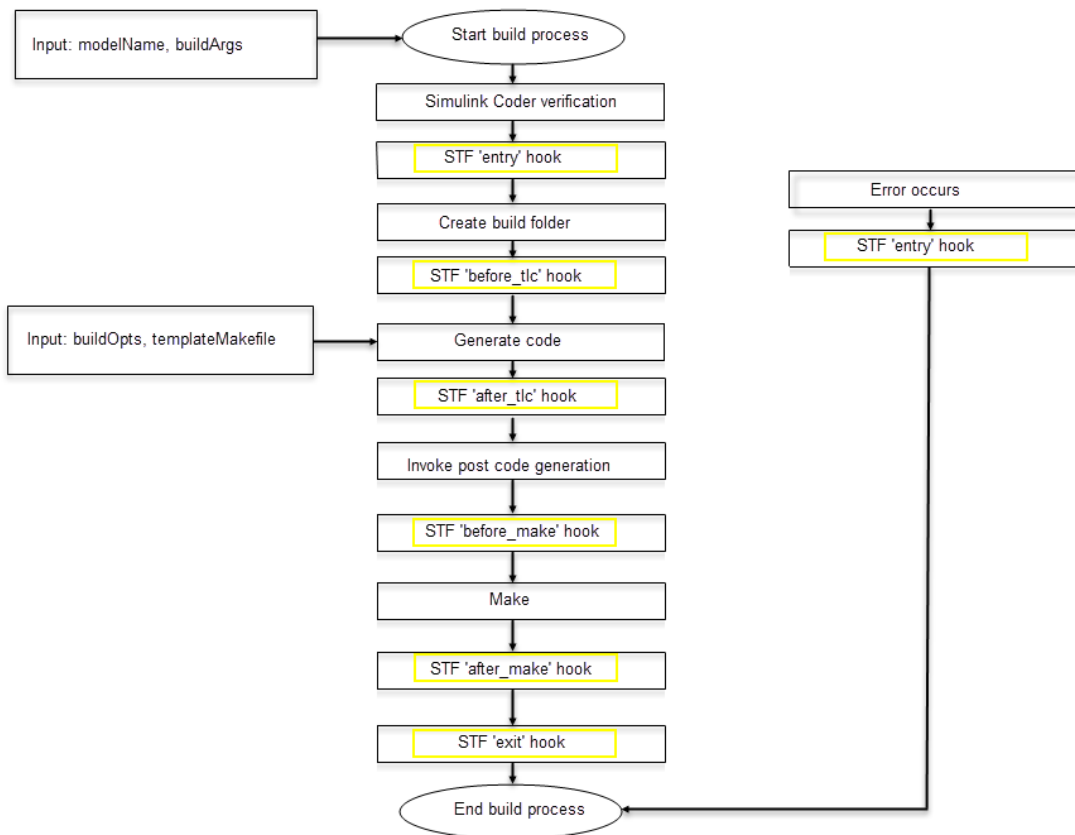 Input: modelName, buildArgs
Start build process
Simulink Coder verification
STF 'entry' hook
Create build folder
STF 'before_tlc' hook
Input: buildOpts, templateMakefile
Generate code
STF 'after_tlc' hook
Invoke post code generation
STF 'before_make' hook
Make
STF 'after_make' hook
STF 'exit' hook
End build process
Error occurs
STF 'entry' hook